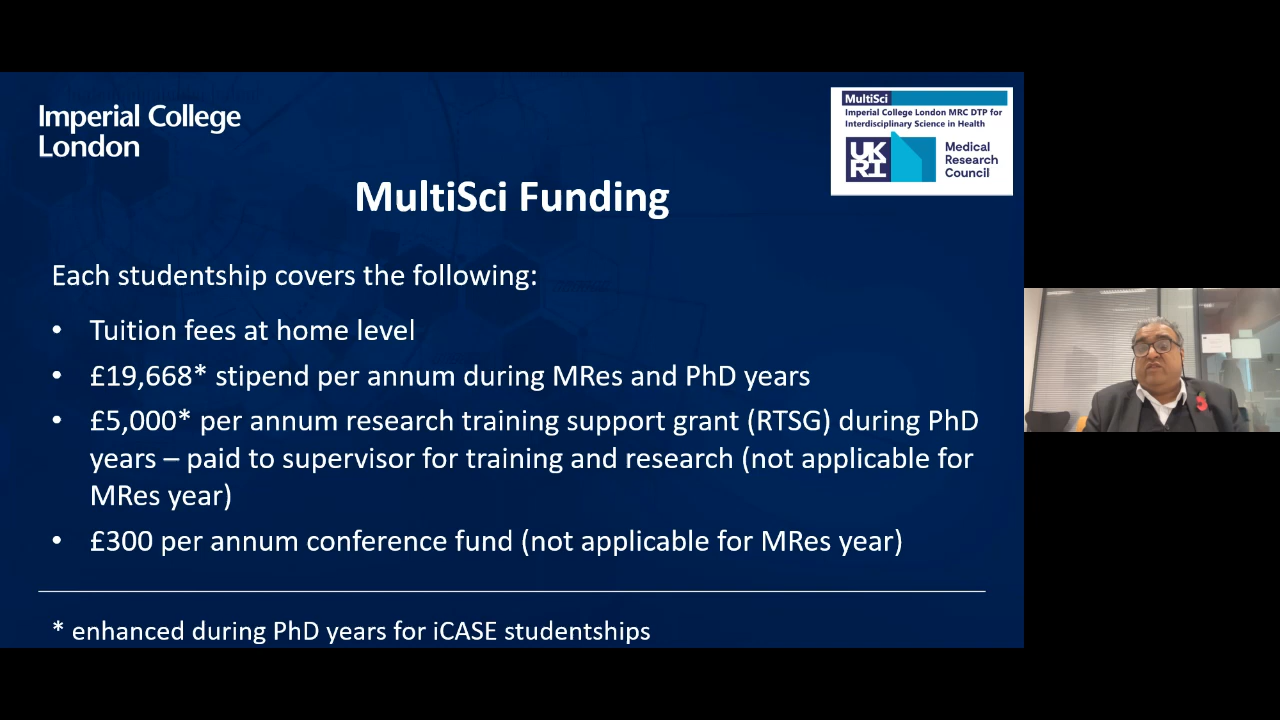 Imperial College
London
MultiSci
Imperial College London MRC DTP for
Interdisciplinary Science in Health
UK
RI
Medical
Research
Council
MultiSci Funding
Each studentship covers the following:
• Tuition fees at home level
• £19,668* stipend per annum during MRes and PhD years
• £5,000* per annum research training support grant (RTSG) during PhD
years – paid to supervisor for training and research (not applicable for
MRes year)
• £300 per annum conference fund (not applicable for MRes year)
* enhanced during PhD years for iCASE studentships